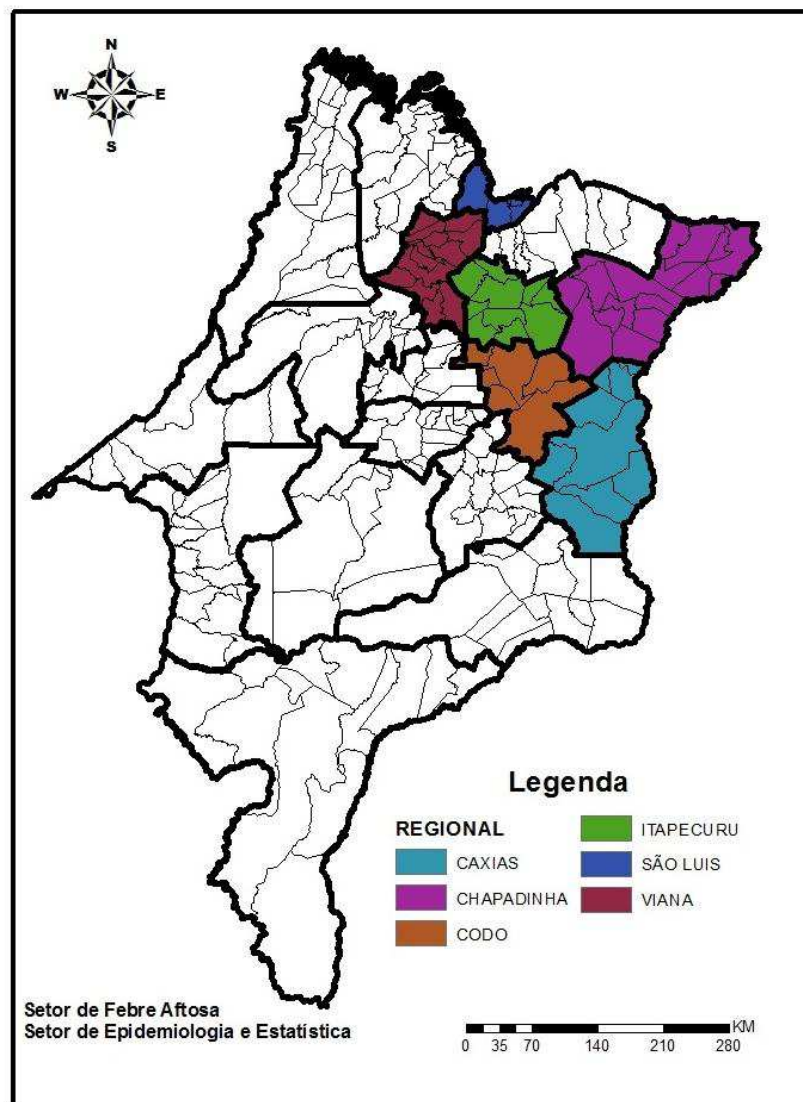 N
W E
S
Legenda
REGIONAL
CAXIAS
CHAPADINHA
CODO
ITAPECURU
SÃO LUIS
VIANA
Setor de Febre Aftosa
Setor de Epidemiologia e Estatística
KM
0 35 70 140 210 280